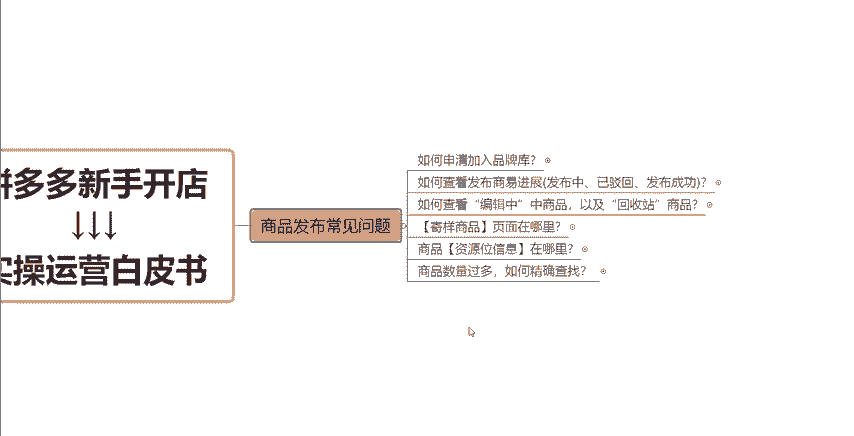 拼多多新手开店
↓↓↓
实操运营白皮书
商品发布常见问题
如何申请加入品牌库？
如何查看发布商易进展(发布中、已驳回、发布成功)？
如何查看“编辑中”中商品，以及“回收站”商品？
【寄样商品】页面在哪里？
商品【资源位信息】在哪里？
商品数量过多，如何精确查找？